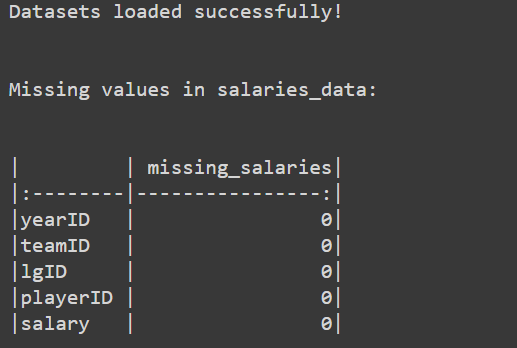 Datasets loaded successfully!
Missing values in salaries_data:
|         | missing_salaries|
|:--------|----------------:|
|yearID   |                0|
|teamID   |                0|
|lgID     |                0|
|playerID |                0|
|salary   |                0|